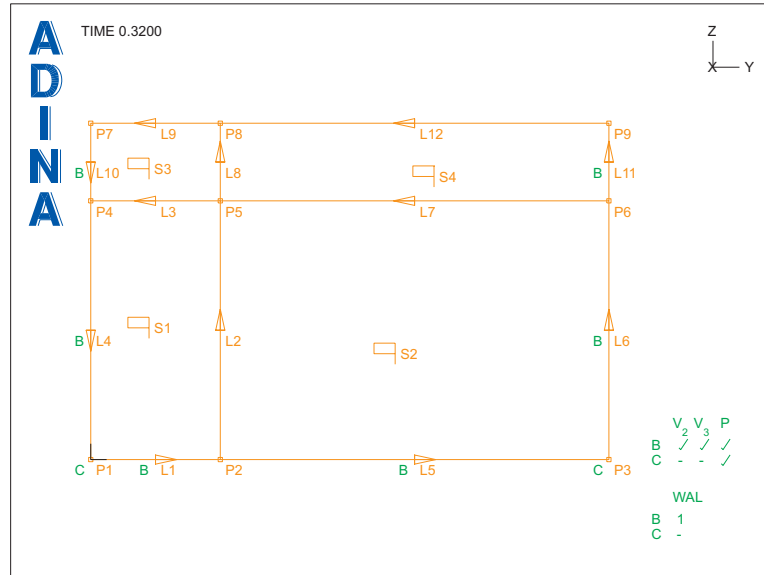 ADINA
TIME 0.3200
Z
X Y
P7 L9 P8 L12 P9
B L10 S3 L8 S4 B L11
P4 L3 P5 L7 P6
B L4 S1 L2 S2 B L6
C P1 B L1 P2 B L5 C P3
V2 V3 P
B ✓ ✓ ✓
C - - ✓
WAL
B 1
C -